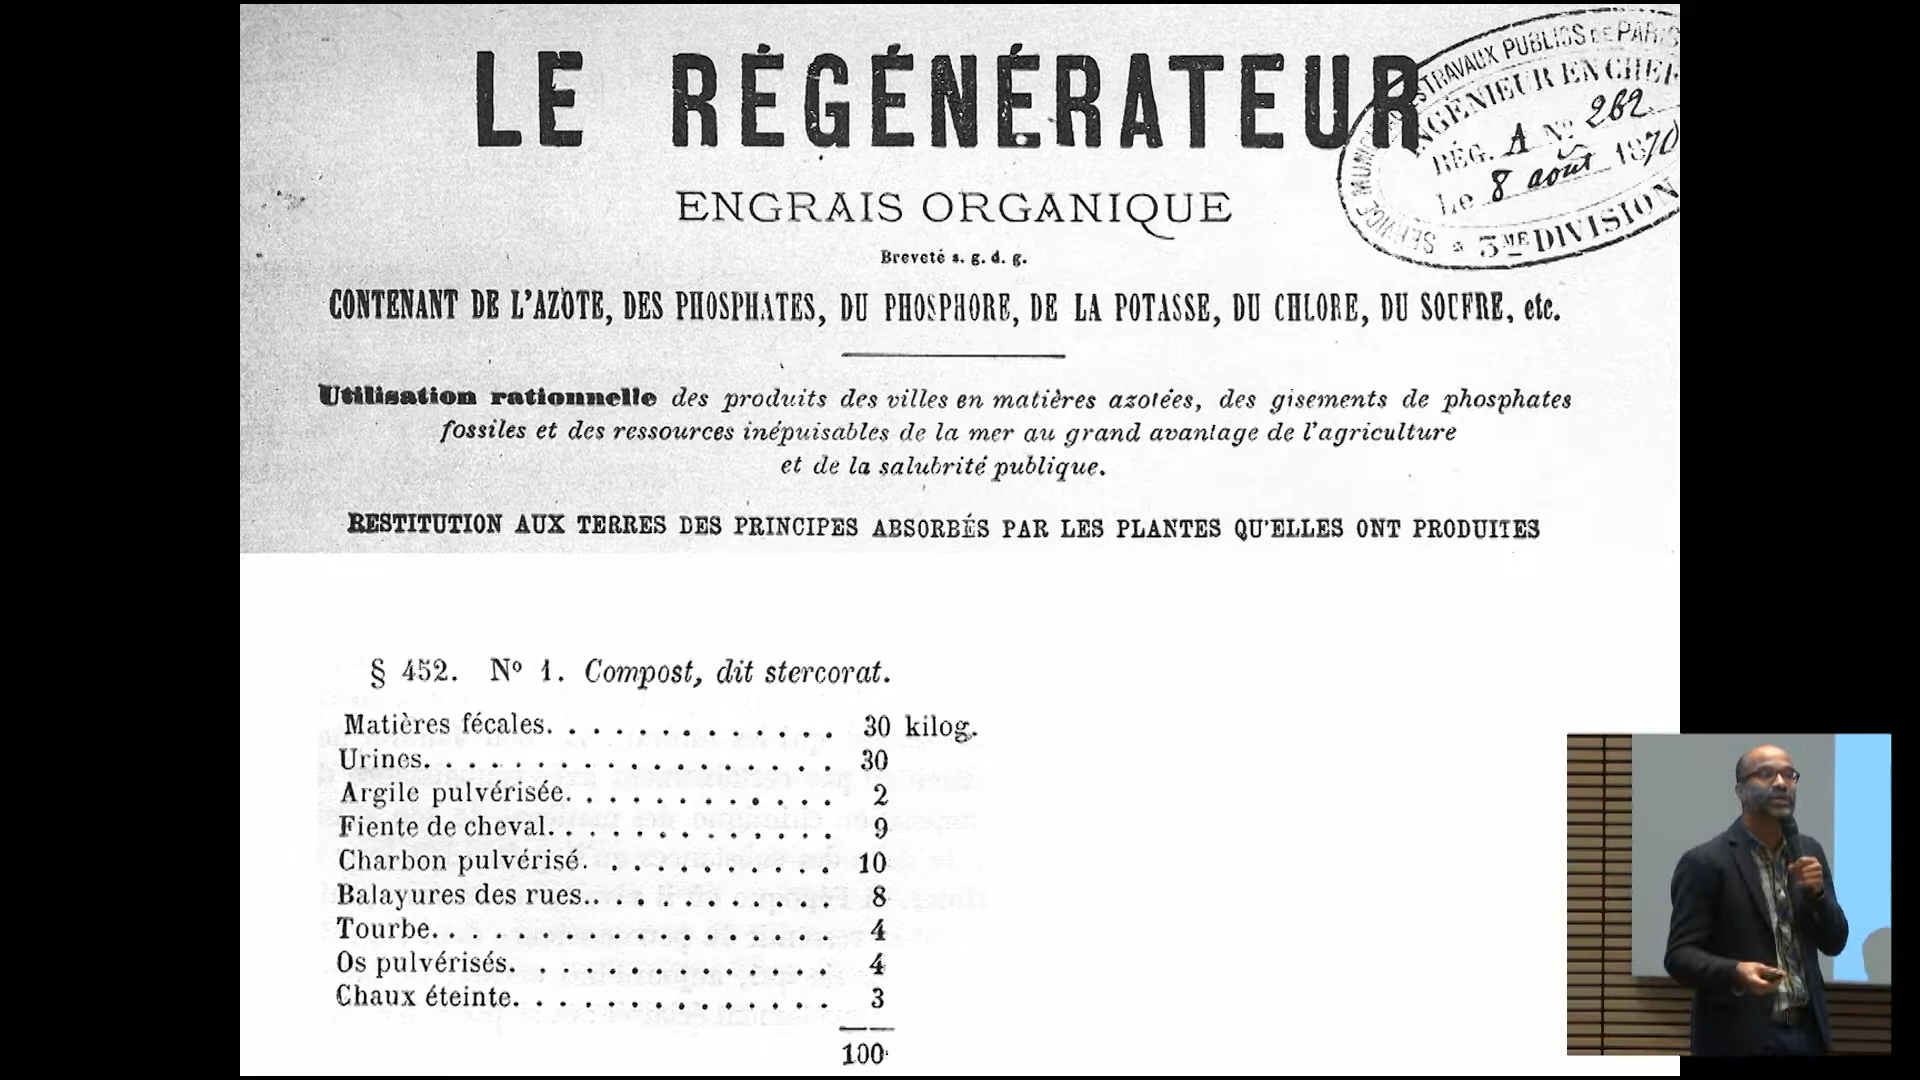 LE RÉGÉNÉRATEUR
SERVICE MUNICIPAL DES TRAVAUX PUBLICS DE PARIS
INGÉNIEUR EN CHEF
RÉG. A Nº 262
Le 8 août 1870
3ME DIVISION
ENGRAIS ORGANIQUE
Breveté s. g. d. g.
CONTENANT DE L'AZOTE, DES PHOSPHATES, DU PHOSPHORE, DE LA POTASSE, DU CHLORE, DU SOUFRE, etc.
Utilisation rationnelle des produits des villes en matières azotées, des gisements de phosphates
fossiles et des ressources inépuisables de la mer au grand avantage de l'agriculture
et de la salubrité publique.
RESTITUTION AUX TERRES DES PRINCIPES ABSORBÉS PAR LES PLANTES QU'ELLES ONT PRODUITES
§ 452. Nº 1. Compost, dit stercorat.
Matières fécales. . . . . . . . . . . . . 30 kilog.
Urines. . . . . . . . . . . . . . . . . . 30
Argile pulvérisée. . . . . . . . . . . . 2
Fiente de cheval. . . . . . . . . . . . . 9
Charbon pulvérisé. . . . . . . . . . . 10
Balayures des rues. . . . . . . . . . . . 8
Tourbe. . . . . . . . . . . . . . . . . . 4
Os pulvérisés. . . . . . . . . . . . . . 4
Chaux éteinte. . . . . . . . . . . . . . 3
100